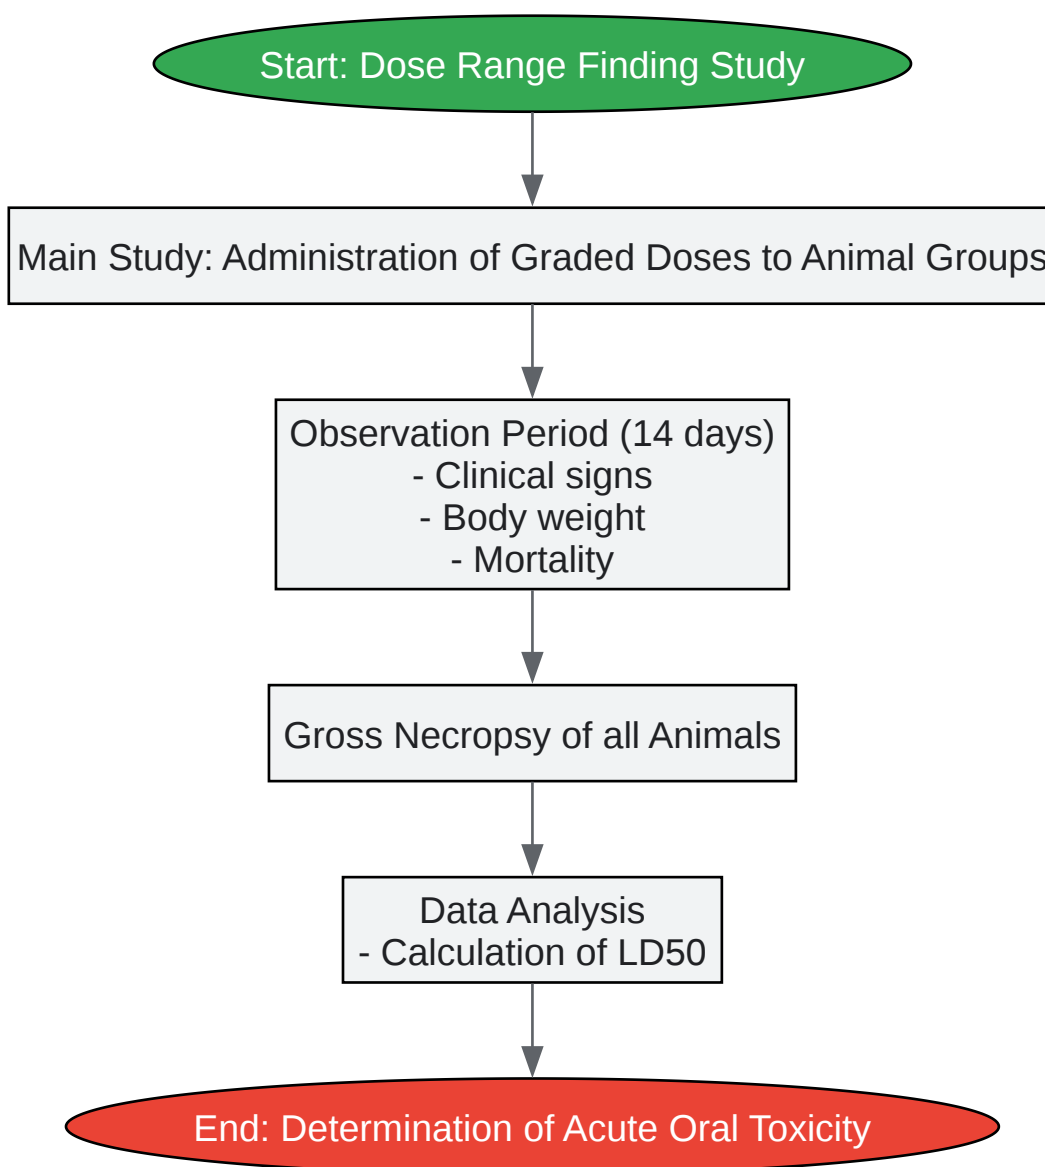 Start: Dose Range Finding Study
Main Study: Administration of Graded Doses to Animal Groups
Observation Period (14 days)
- Clinical signs
- Body weight
- Mortality
Gross Necropsy of all Animals
Data Analysis
- Calculation of LD50
End: Determination of Acute Oral Toxicity